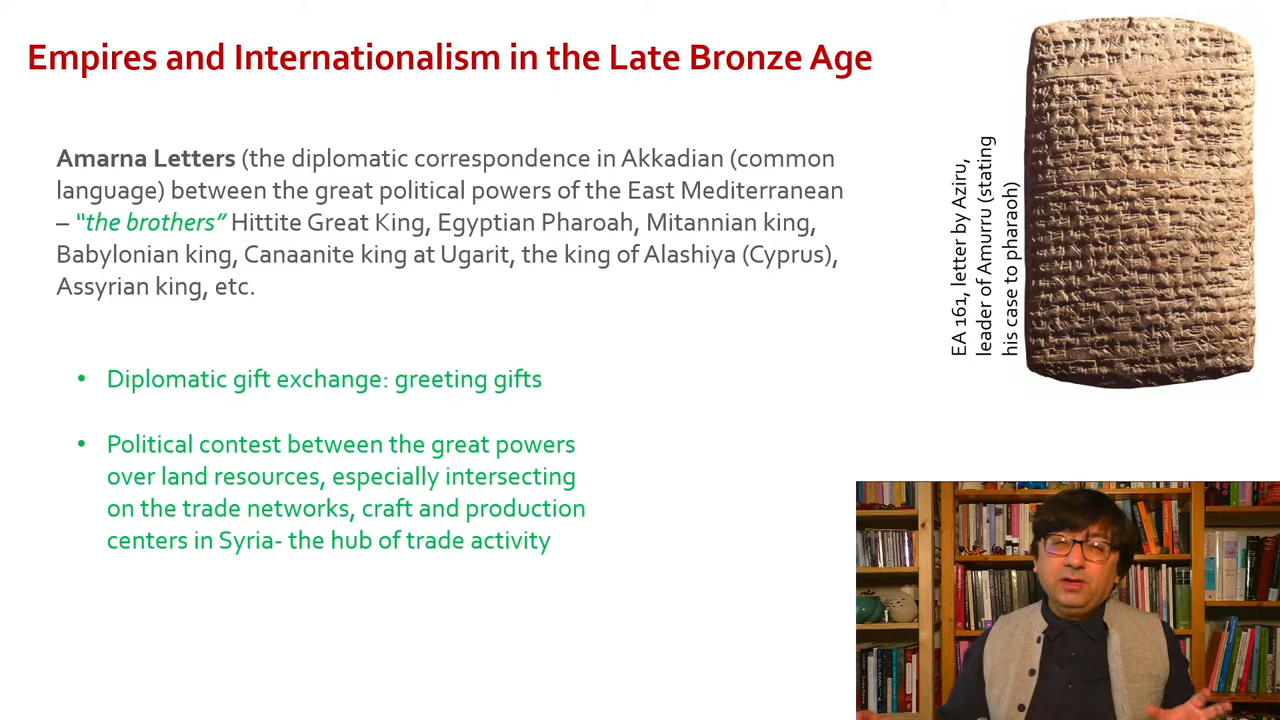 Empires and Internationalism in the Late Bronze Age
Amarna Letters (the diplomatic correspondence in Akkadian (common
language) between the great political powers of the East Mediterranean
– “the brothers” Hittite Great King, Egyptian Pharoah, Mitannian king,
Babylonian king, Canaanite king at Ugarit, the king of Alashiya (Cyprus),
Assyrian king, etc.
• Diplomatic gift exchange: greeting gifts
• Political contest between the great powers
over land resources, especially intersecting
on the trade networks, craft and production
centers in Syria- the hub of trade activity
EA 161, letter by Aziru,
leader of Amurru (stating
his case to pharaoh)